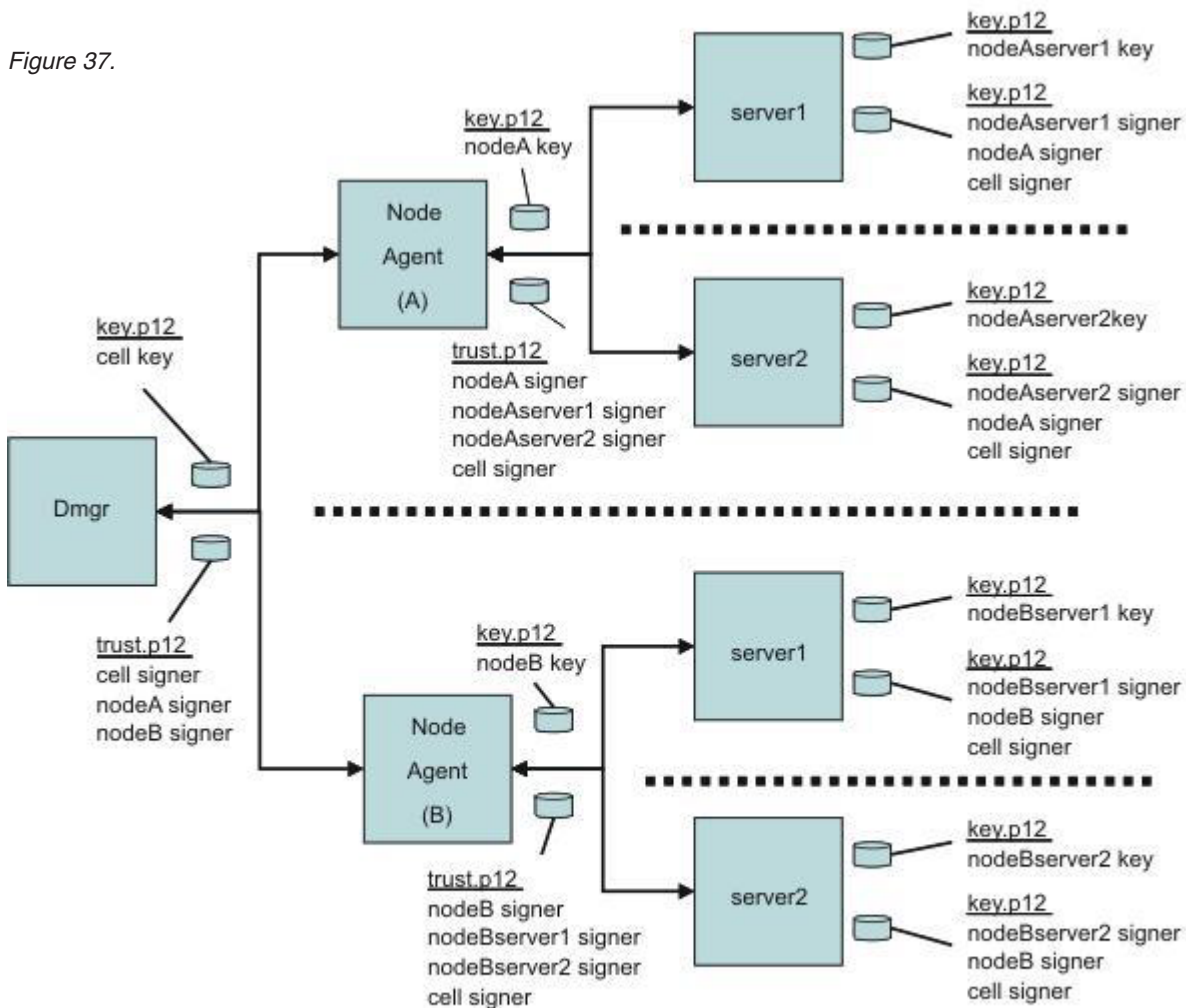 Figure 37.
key.p12
nodeAserver1 key
server1
key.p12
nodeAserver1 signer
nodeA signer
cell signer
key.p12
nodeA key
Node
Agent
(A)
trust.p12
nodeA signer
nodeAserver1 signer
nodeAserver2 signer
cell signer
key.p12
nodeAserver2key
server2
key.p12
nodeAserver2 signer
nodeA signer
cell signer
key.p12
cell key
Dmgr
trust.p12
cell signer
nodeA signer
nodeB signer
key.p12
nodeB key
Node
Agent
(B)
trust.p12
nodeB signer
nodeBserver1 signer
nodeBserver2 signer
cell signer
key.p12
nodeBserver1 key
server1
key.p12
nodeBserver1 signer
nodeB signer
cell signer
key.p12
nodeBserver2 key
server2
key.p12
nodeBserver2 signer
nodeB signer
cell signer